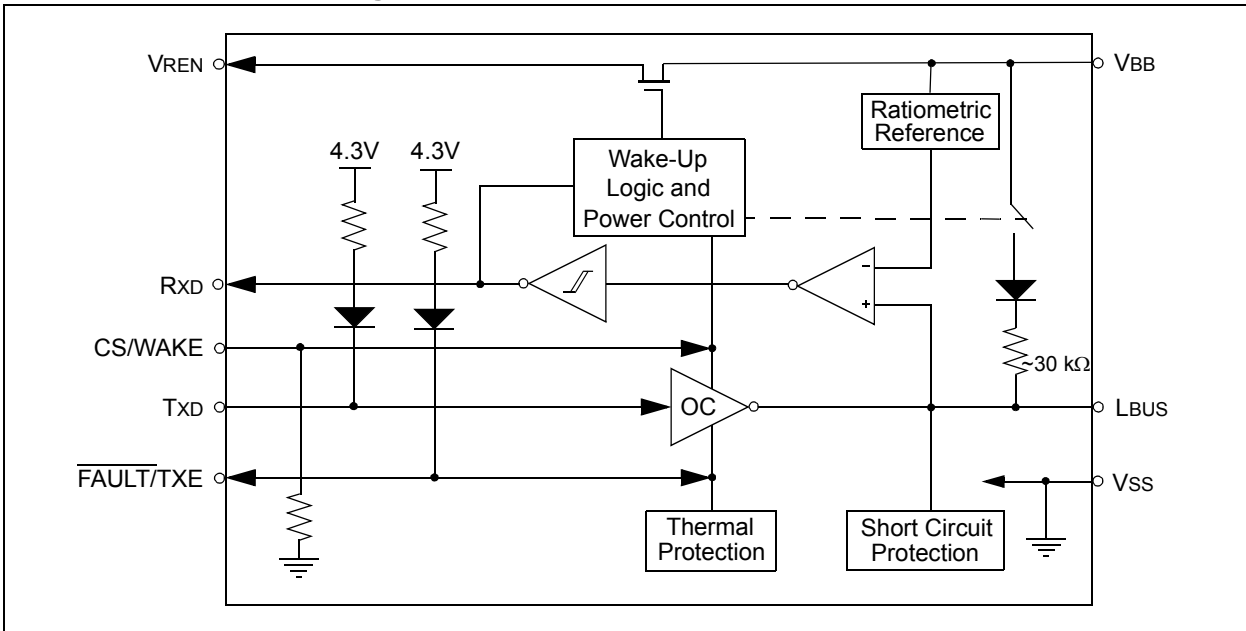 VREN
VBB
Ratiometric
Reference
4.3V 4.3V
Wake-Up
Logic and
Power Control
RXD
-
+
CS/WAKE
~30 kΩ
TXD
OC
LBUS
FAULT/TXE
VSS
Thermal
Protection
Short Circuit
Protection